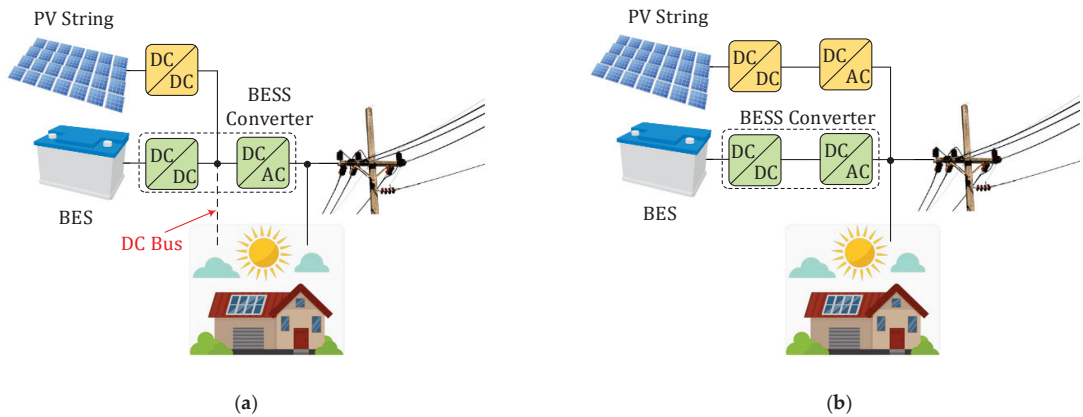 PV String
DC
DC
BESS
Converter
DC
DC
DC
AC
BES
DC Bus
(a)
PV String
DC
DC
DC
AC
BESS Converter
DC
DC
DC
AC
BES
(b)